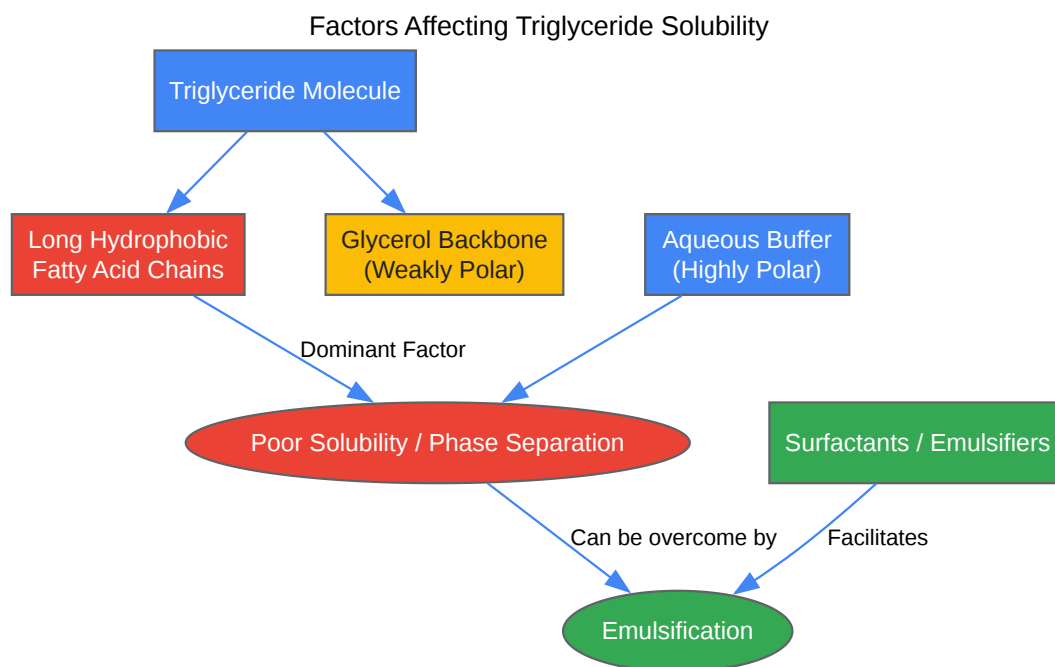 Factors Affecting Triglyceride Solubility
Triglyceride Molecule
Long Hydrophobic
Fatty Acid Chains
Glycerol Backbone
(Weakly Polar)
Aqueous Buffer
(Highly Polar)
Dominant Factor
Poor Solubility / Phase Separation
Surfactants / Emulsifiers
Can be overcome by
Facilitates
Emulsification